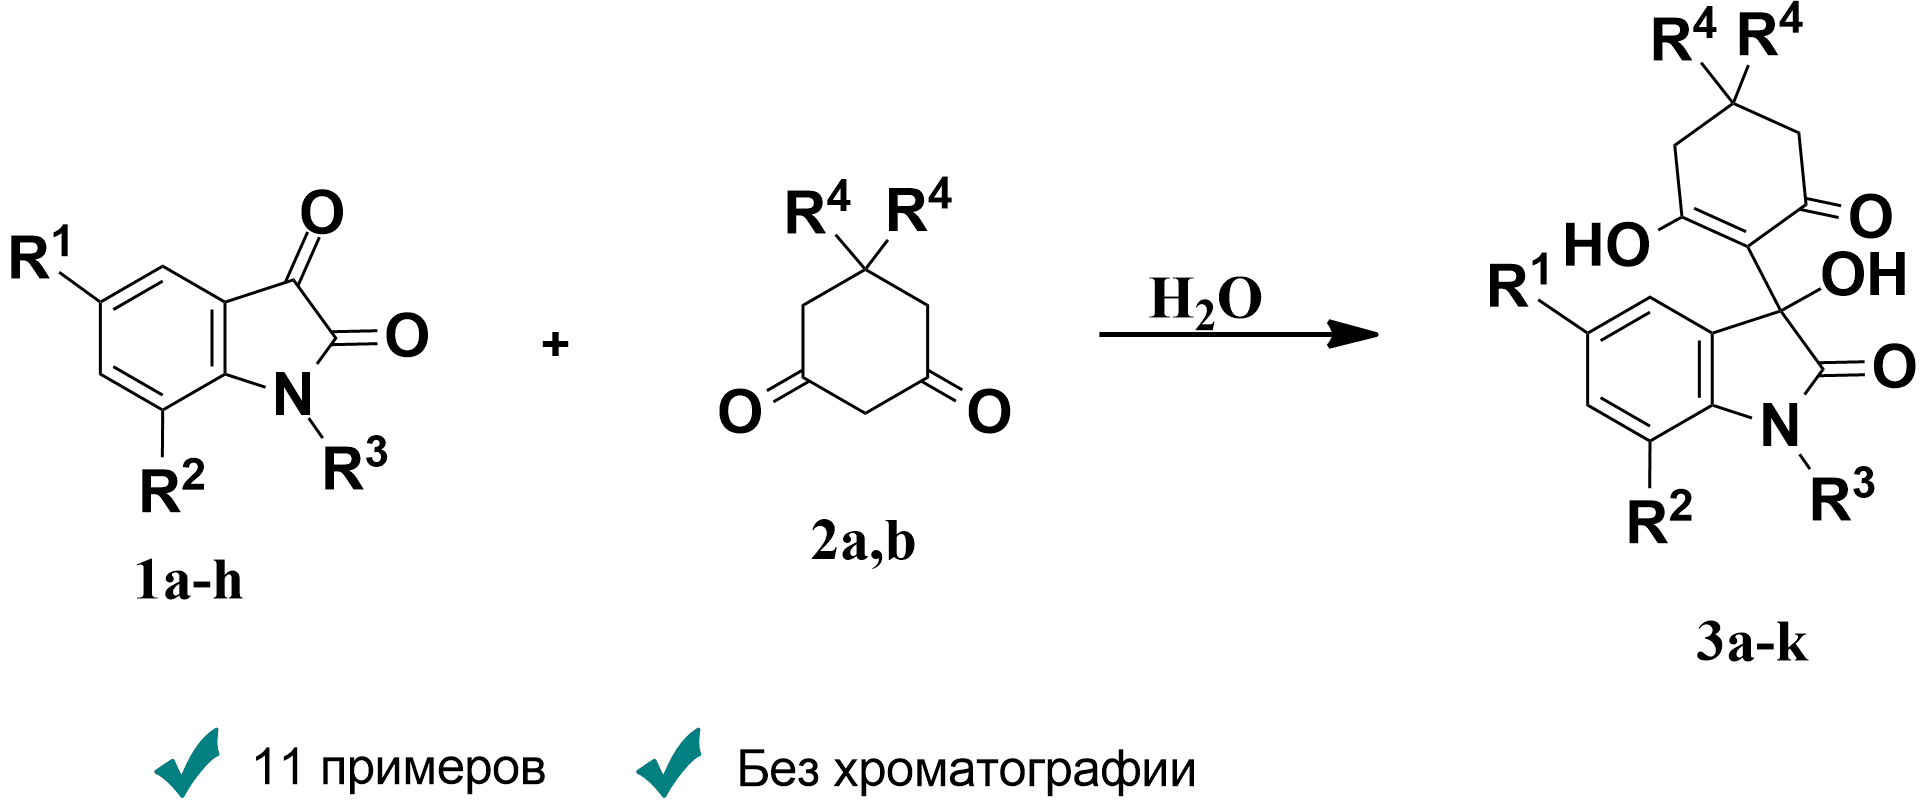 R⁴ R⁴
O
R¹
O
N
R³
R²
1a-h
+
R⁴ R⁴
O O
2a,b
H₂O
HO
O
OH
R¹
O
N
R³
R²
3a-k
11 примеров
Без хроматографии